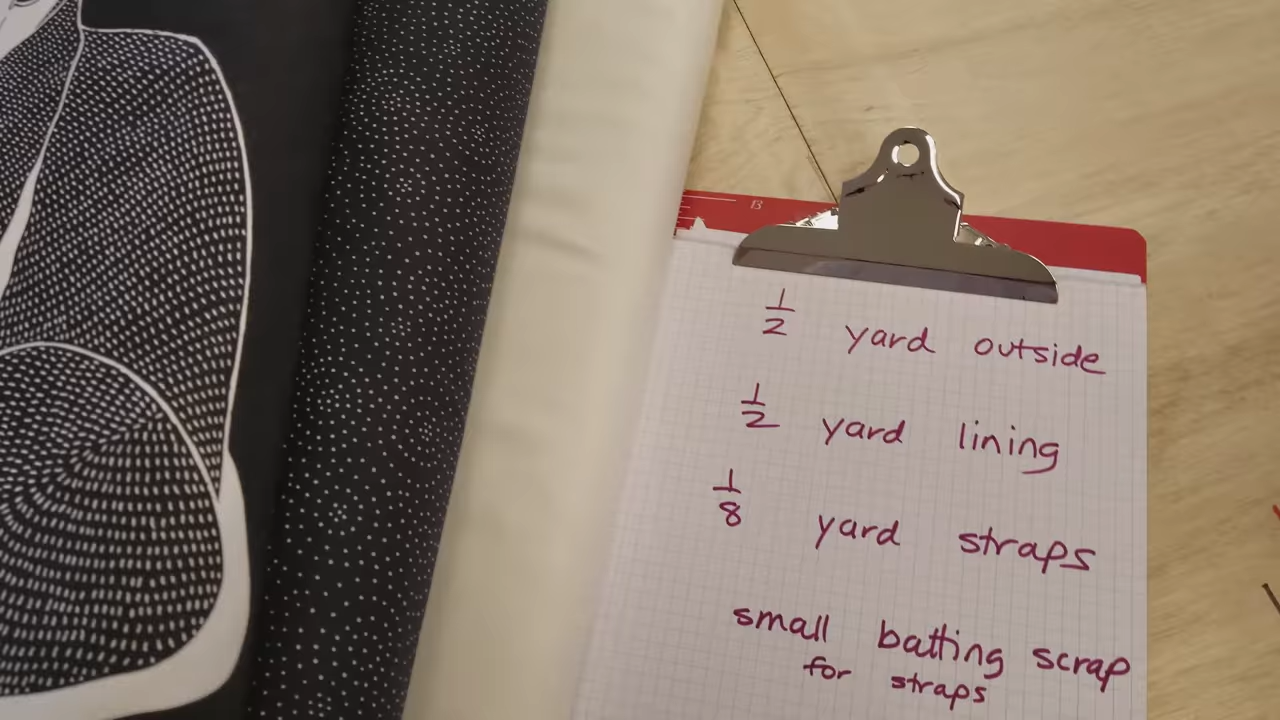 B
1/2 yard outside
1/2 yard lining
1/8 yard straps
small batting scrap
for straps